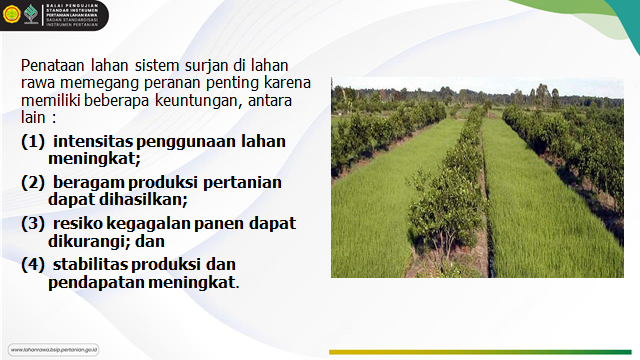 BALAI PENGUJIAN
STANDAR INSTRUMEN
PERTANIAN LAHAN RAWA
BADAN STANDARDISASI
INSTRUMEN PERTANIAN
Penataan lahan sistem surjan di lahan
rawa memegang peranan penting karena
memiliki beberapa keuntungan, antara
lain :
(1) intensitas penggunaan lahan
meningkat;
(2) beragam produksi pertanian
dapat dihasilkan;
(3) resiko kegagalan panen dapat
dikurangi; dan
(4) stabilitas produksi dan
pendapatan meningkat.
www.lahanrawa.bsip.pertanian.go.id